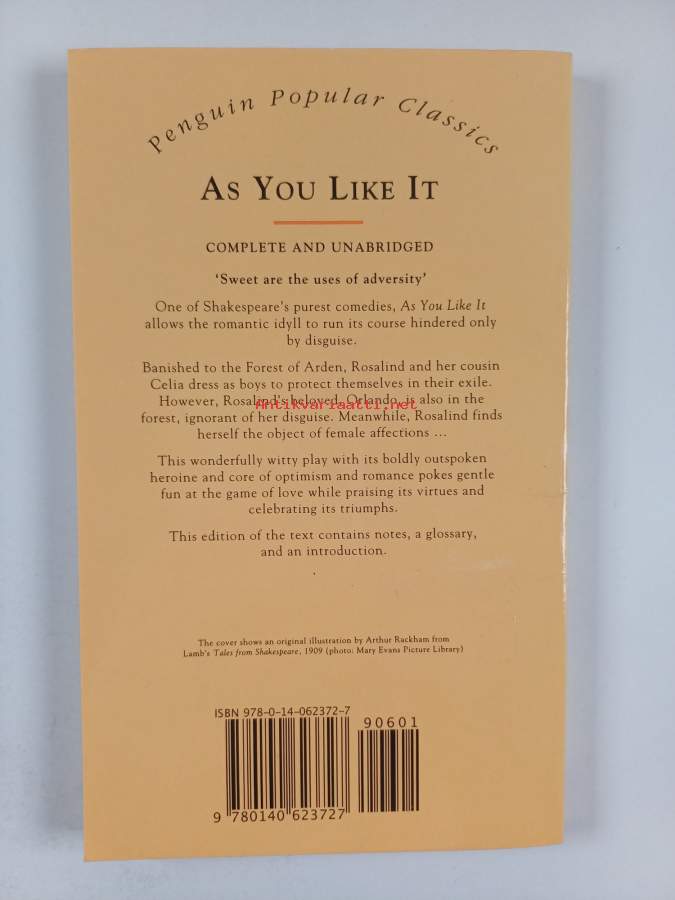 Penguin Popular Classics
AS YOU LIKE IT
COMPLETE AND UNABRIDGED
‘Sweet are the uses of adversity’
One of Shakespeare's purest comedies, As You Like It
allows the romantic idyll to run its course hindered only
by disguise.
Banished to the Forest of Arden, Rosalind and her cousin
Celia dress as boys to protect themselves in their exile.
However, Rosalind's beloved, Orlando, is also in the
Antikvariaatti.net
forest, ignorant of her disguise. Meanwhile, Rosalind finds
herself the object of female affections ...
This wonderfully witty play with its boldly outspoken
heroine and core of optimism and romance pokes gentle
fun at the game of love while praising its virtues and
celebrating its triumphs.
This edition of the text contains notes, a glossary,
and an introduction.
The cover shows an original illustration by Arthur Rackham from
Lamb's Tales from Shakespeare, 1909 (photo: Mary Evans Picture Library)
ISBN 978-0-14-062372-7
90601
9 780140 623727